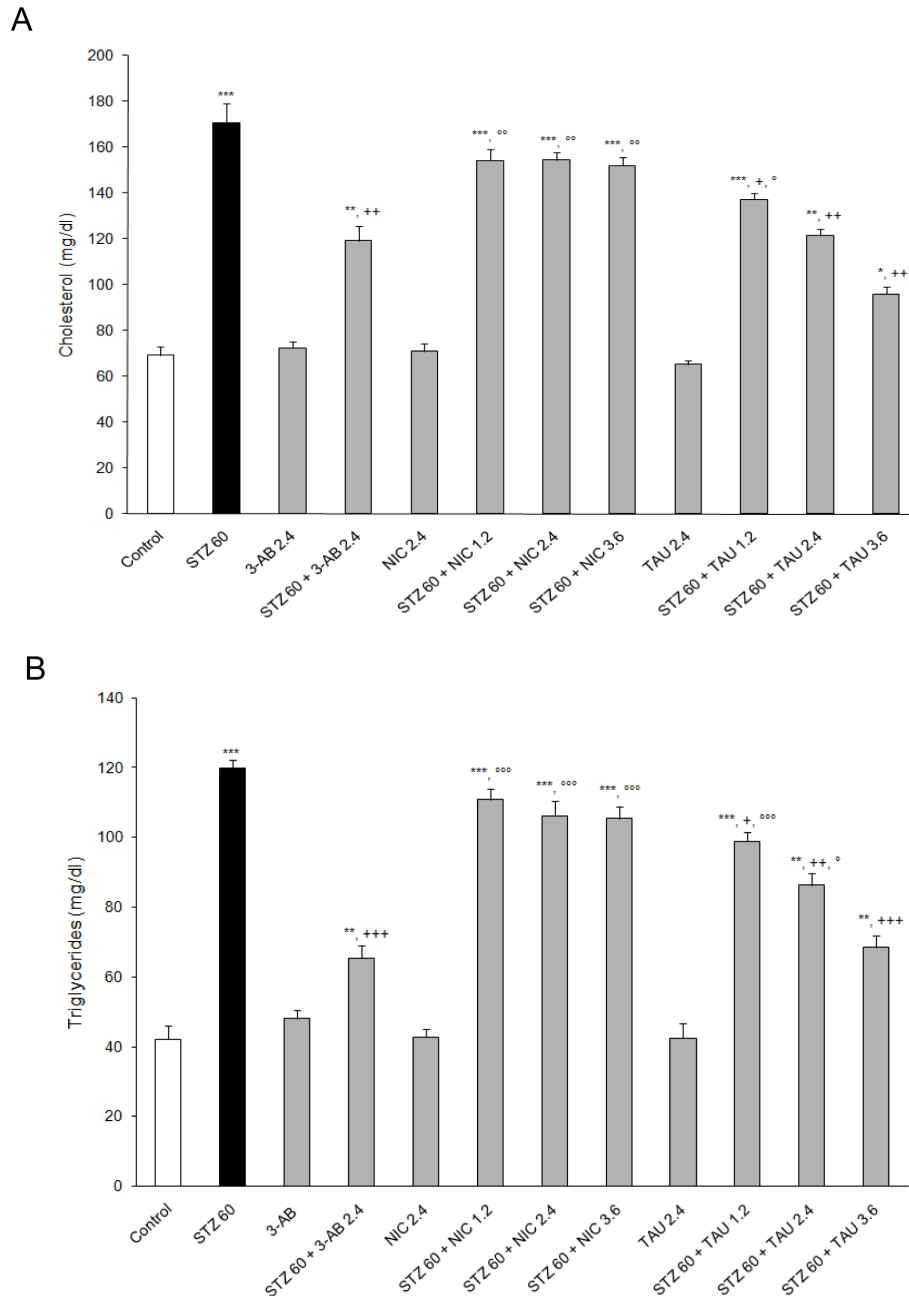 A
Cholesterol (mg/dl)
200
180
160
140
120
100
80
60
40
20
0
***
**, ++
***, °°
***, °°
***, °°
***, +, °
**, ++
*, ++
Control
STZ 60
3-AB 2.4
STZ 60 + 3-AB 2.4
NIC 2.4
STZ 60 + NIC 1.2
STZ 60 + NIC 2.4
STZ 60 + NIC 3.6
TAU 2.4
STZ 60 + TAU 1.2
STZ 60 + TAU 2.4
STZ 60 + TAU 3.6
B
Triglycerides (mg/dl)
140
120
100
80
60
40
20
0
***
**, +++
***, °°°
***, °°°
***, °°°
***, +, °°°
**, ++, °
**, +++
Control
STZ 60
3-AB
STZ 60 + 3-AB 2.4
NIC 2.4
STZ 60 + NIC 1.2
STZ 60 + NIC 2.4
STZ 60 + NIC 3.6
TAU 2.4
STZ 60 + TAU 1.2
STZ 60 + TAU 2.4
STZ 60 + TAU 3.6